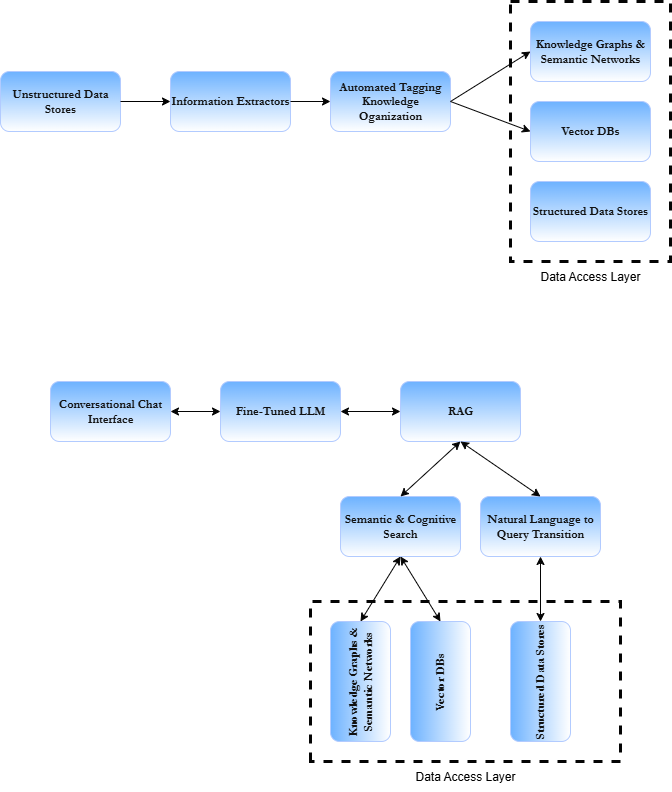 Knowledge Graphs &
Semantic Networks
Unstructured Data
Stores
Information Extractors
Automated Tagging
Knowledge
Oganization
Vector DBs
Structured Data Stores
Data Access Layer
Conversational Chat
Interface
Fine-Tuned LLM
RAG
Semantic & Cognitive
Search
Natural Language to
Query Transition
Knowledge Graphs &
Semantic Networks
Vector DBs
Structured Data Stores
Data Access Layer